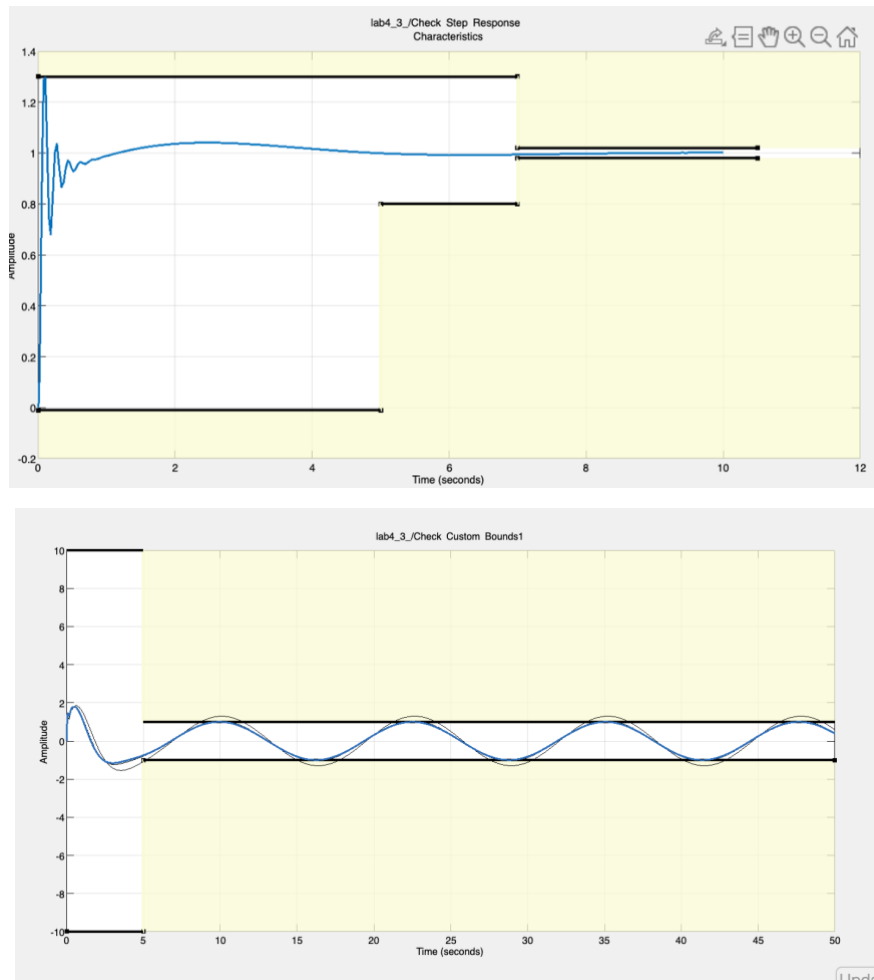 lab4_3_/Check Step Response
Characteristics
1.4
1.2
1
0.8
0.6
0.4
0.2
0
-0.2
Amplitude
0 2 4 6 8 10 12
Time (seconds)
lab4_3_/Check Custom Bounds1
10
8
6
4
2
0
-2
-4
-6
-8
-10
Amplitude
0 5 10 15 20 25 30 35 40 45 50
Time (seconds)